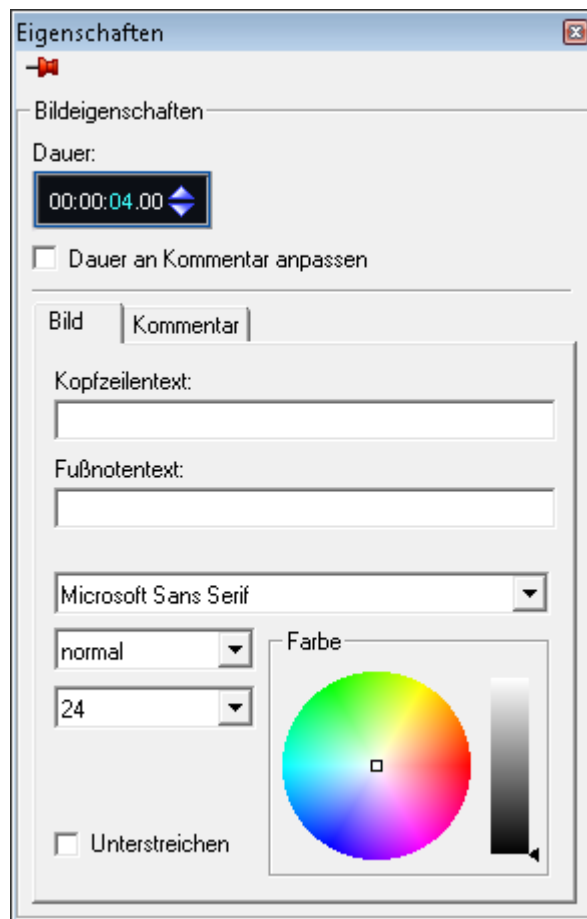 Eigenschaften
Bildeigenschaften
Dauer:
00:00:04.00
Dauer an Kommentar anpassen
Bild
Kommentar
Kopfzeilentext:
Fußnotentext:
Microsoft Sans Serif
normal
Farbe
24
Unterstreichen